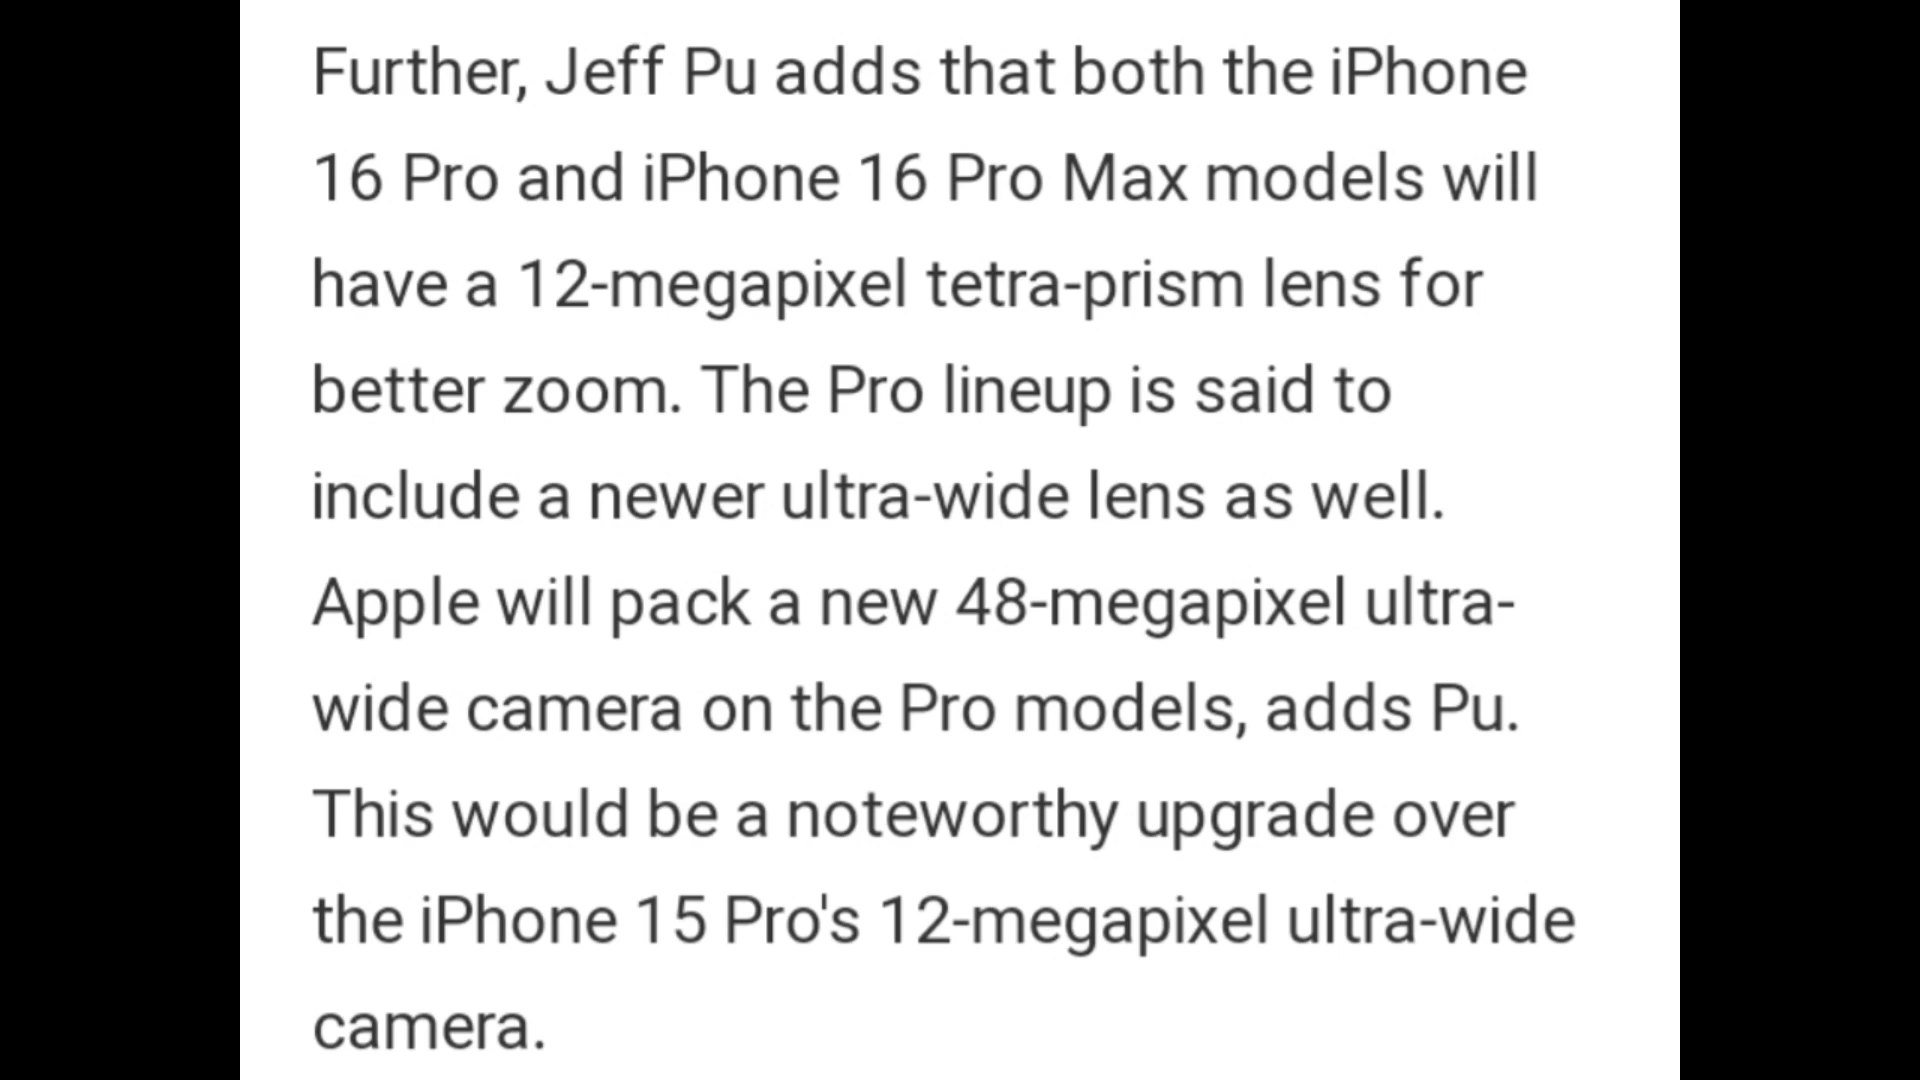 Further, Jeff Pu adds that both the iPhone
16 Pro and iPhone 16 Pro Max models will
have a 12-megapixel tetra-prism lens for
better zoom. The Pro lineup is said to
include a newer ultra-wide lens as well.
Apple will pack a new 48-megapixel ultra-
wide camera on the Pro models, adds Pu.
This would be a noteworthy upgrade over
the iPhone 15 Pro's 12-megapixel ultra-wide
camera.